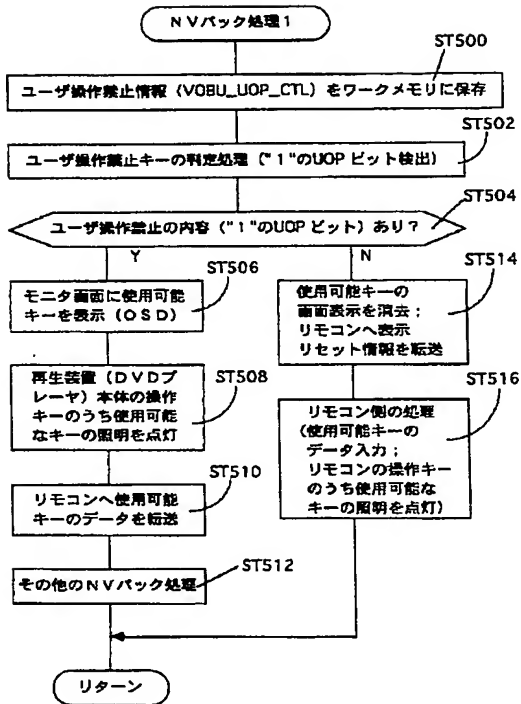 NVパック処理1
ST500
ユーザ操作禁止情報(VOBU_UOP_CTL)をワークメモリに保存
ST502
ユーザ操作禁止キーの判定処理("1"のUOP ビット検出)
ST504
ユーザ操作禁止の内容("1"のUOP ビット)あり?
Y
N
ST506
モニタ画面に使用可能
キーを表示(OSD)
ST508
再生装置(DVDプ
レーヤ)本体の操作
キーのうち使用可能
なキーの照明を点灯
ST510
リモコンへ使用可能
キーのデータを転送
ST512
その他のNVパック処理
ST514
使用可能キーの
画面表示を消去;
リモコンへ表示
リセット情報を転送
ST516
リモコン側の処理
(使用可能キーの
データ入力;
リモコンの操作キー
のうち使用可能な
キーの照明を点灯)
リターン